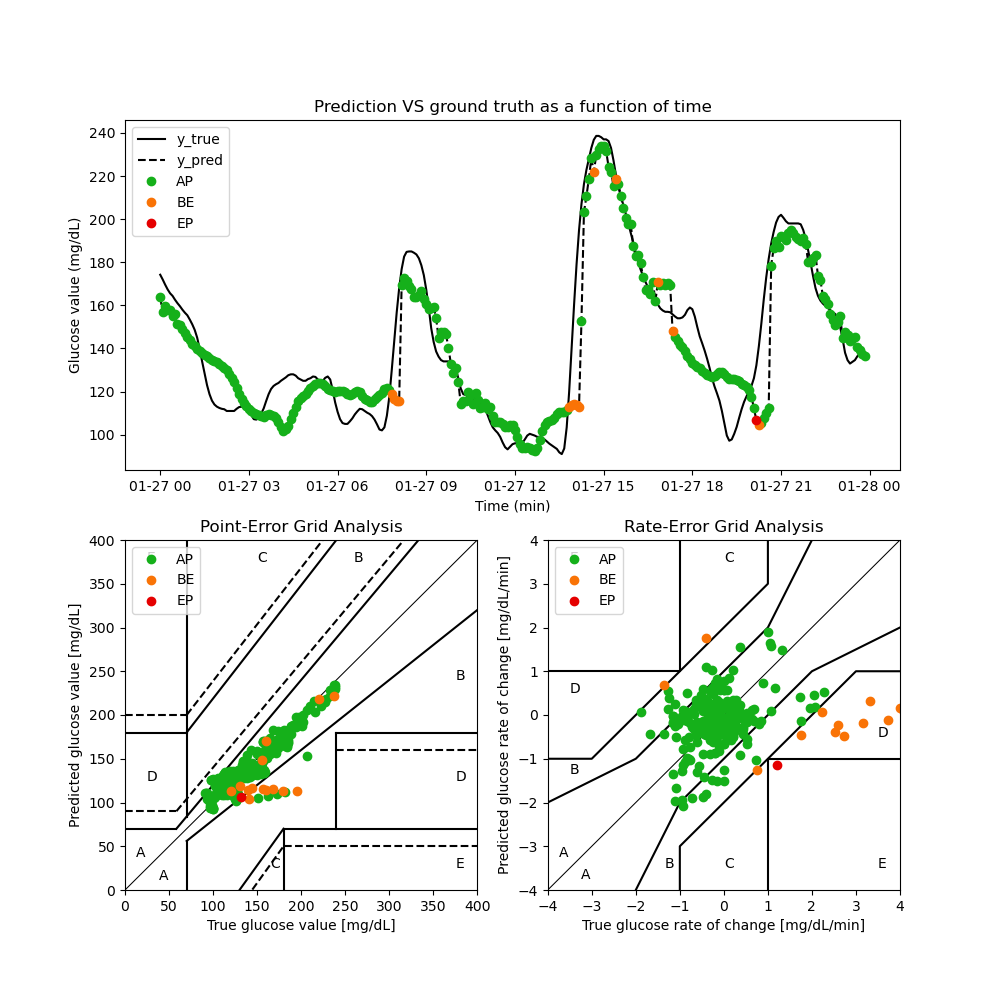 Prediction VS ground truth as a function of time
Glucose value (mg/dL)
240
220
200
180
160
140
120
100
y_true
y_pred
AP
BE
EP
01-27 00 01-27 03 01-27 06 01-27 09 01-27 12 01-27 15 01-27 18 01-27 21 01-28 00
Time (min)
Point-Error Grid Analysis
Predicted glucose value [mg/dL]
400
350
300
250
200
150
100
50
0
AP
BE
EP
C
B
B
D
D
A
A
C
E
0 50 100 150 200 250 300 350 400
True glucose value [mg/dL]
Rate-Error Grid Analysis
Predicted glucose rate of change [mg/dL/min]
4
3
2
1
0
−1
−2
−3
−4
AP
BE
EP
C
D
D
B
A
A
B
C
E
−4 −3 −2 −1 0 1 2 3 4
True glucose rate of change [mg/dL/min]